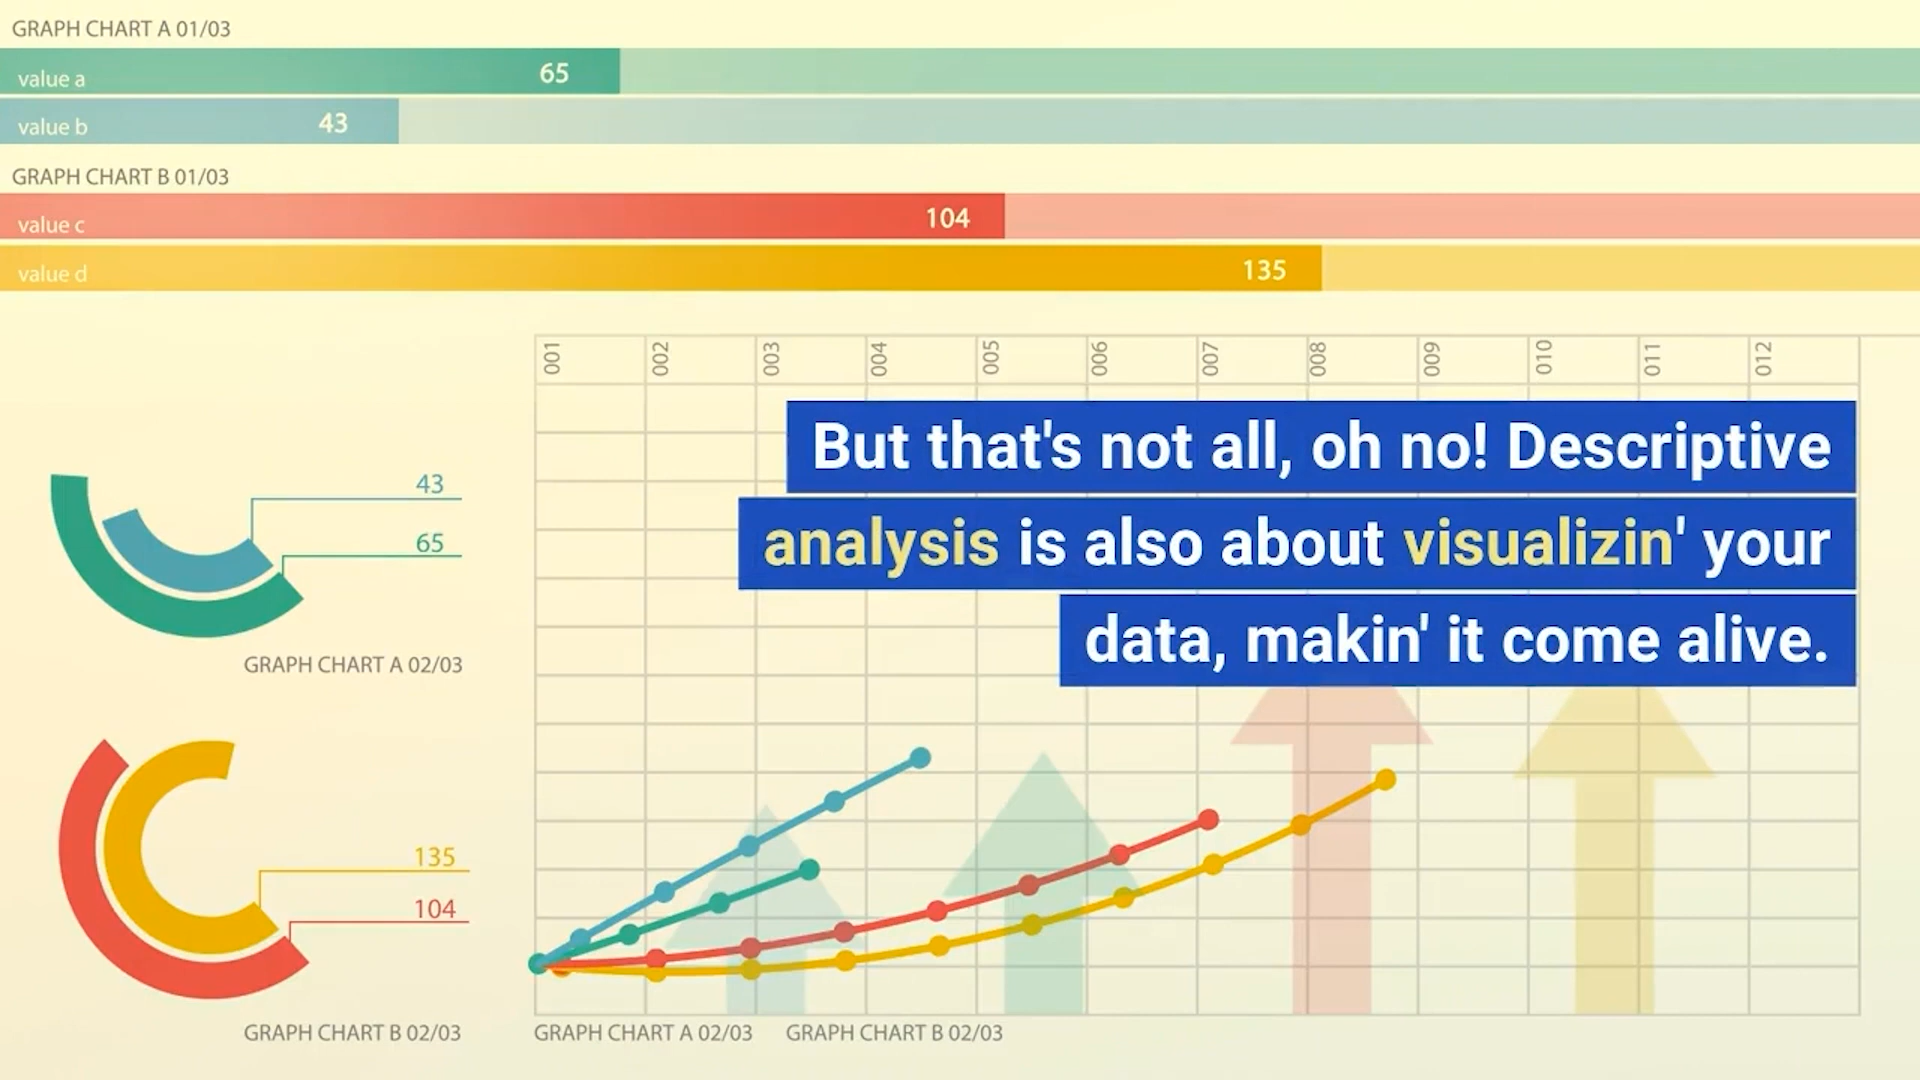 GRAPH CHART A 01/03
value a 65
value b 43
GRAPH CHART B 01/03
value c 104
value d 135
001 002 003 004 005 006 007 008 009 010 011 012
But that's not all, oh no! Descriptive
analysis is also about visualizin' your
data, makin' it come alive.
43
65
GRAPH CHART A 02/03
135
104
GRAPH CHART B 02/03
GRAPH CHART A 02/03 GRAPH CHART B 02/03